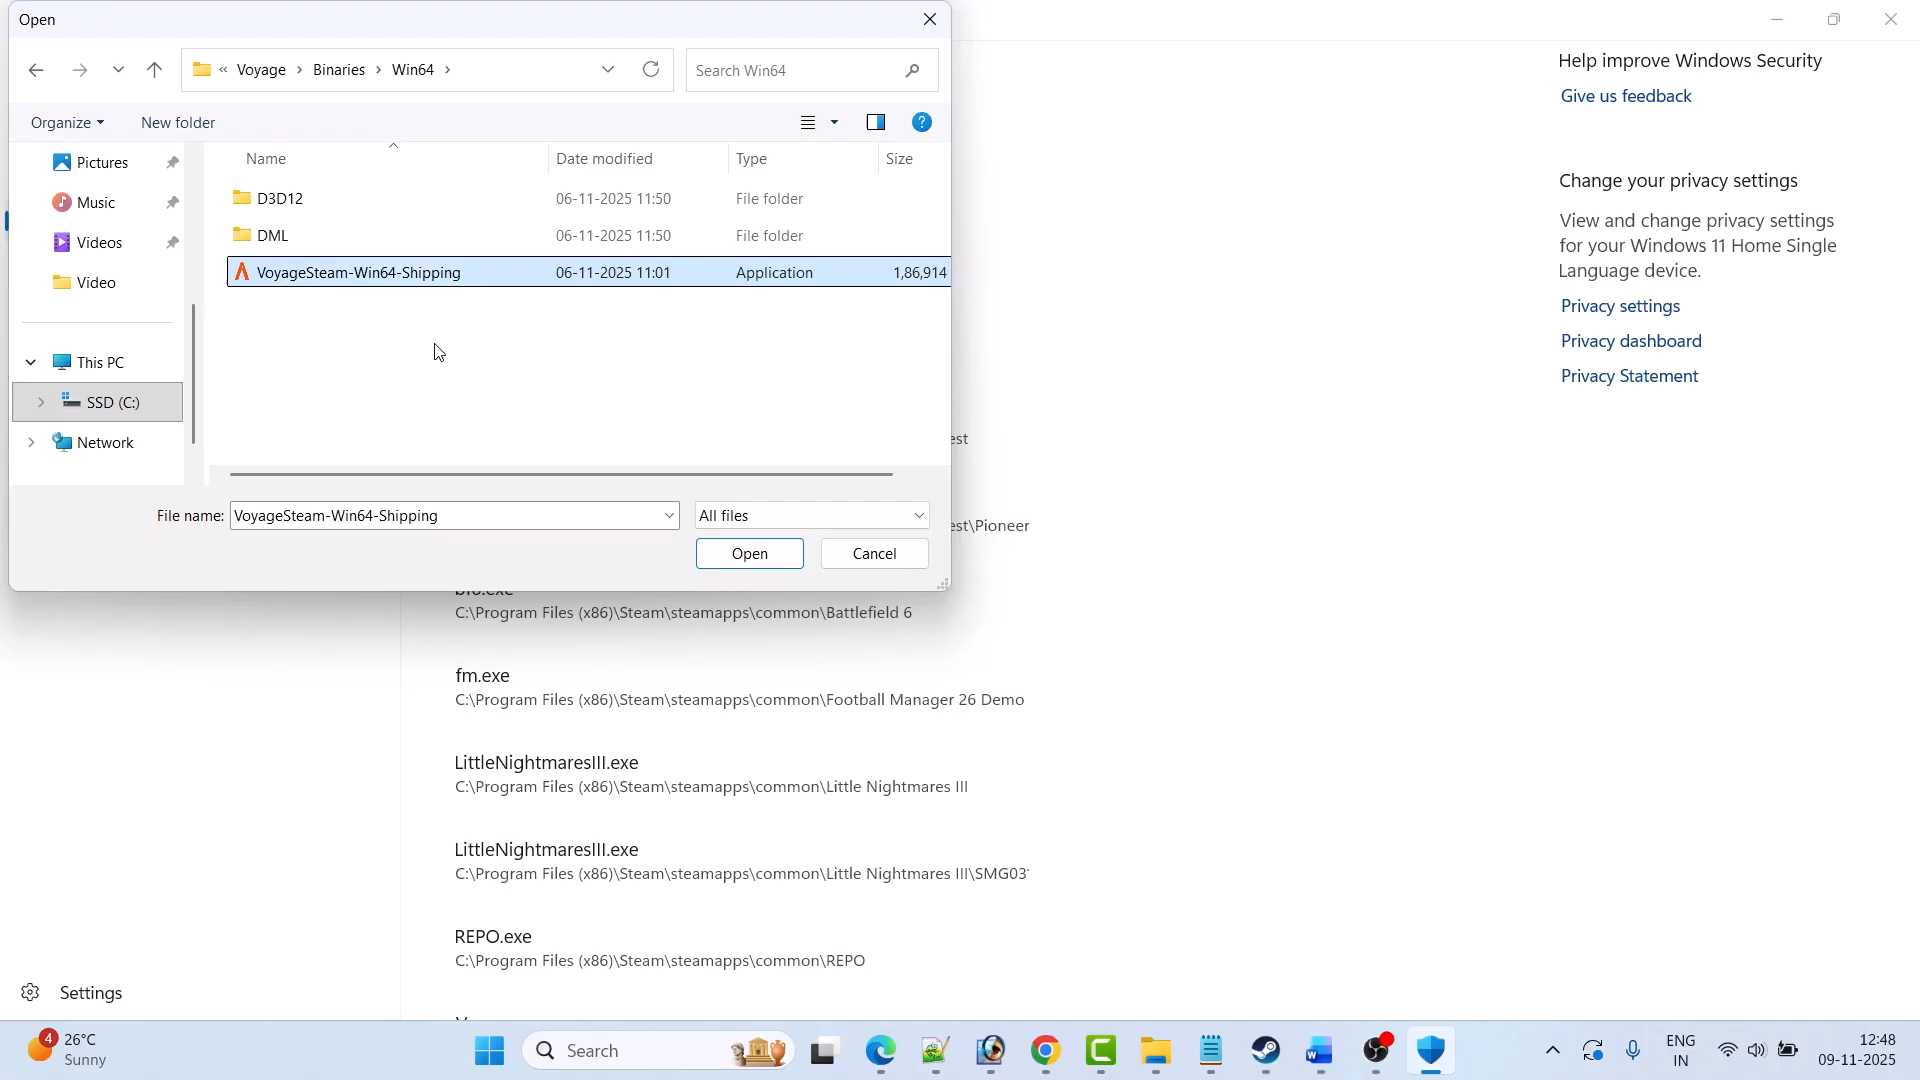 Open
« Voyage > Binaries > Win64 >
Search Win64
Organize
New folder
?
Pictures
Music
Videos
Video
This PC
SSD (C:)
Network
Name
Date modified
Type
Size
D3D12
06-11-2025 11:50
File folder
DML
06-11-2025 11:50
File folder
VoyageSteam-Win64-Shipping
06-11-2025 11:01
Application
1,86,914
File name:
VoyageSteam-Win64-Shipping
All files
Open
Cancel
Help improve Windows Security
Give us feedback
Change your privacy settings
View and change privacy settings
for your Windows 11 Home Single
Language device.
Privacy settings
Privacy dashboard
Privacy Statement
est
est\Pioneer
C:\Program Files (x86)\Steam\steamapps\common\Battlefield 6
fm.exe
C:\Program Files (x86)\Steam\steamapps\common\Football Manager 26 Demo
LittleNightmaresIII.exe
C:\Program Files (x86)\Steam\steamapps\common\Little Nightmares III
LittleNightmaresIII.exe
C:\Program Files (x86)\Steam\steamapps\common\Little Nightmares III\SMG03
REPO.exe
C:\Program Files (x86)\Steam\steamapps\common\REPO
Settings
4
26°C
Sunny
Search
ENG
IN
12:48
09-11-2025